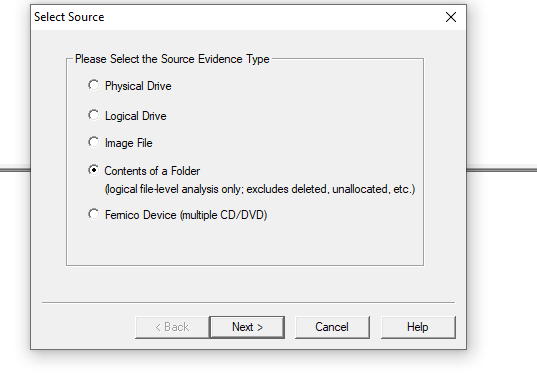 Select Source
Please Select the Source Evidence Type
Physical Drive
Logical Drive
Image File
Contents of a Folder
(logical file-level analysis only; excludes deleted, unallocated, etc.)
Fernico Device (multiple CD/DVD)
< Back
Next >
Cancel
Help